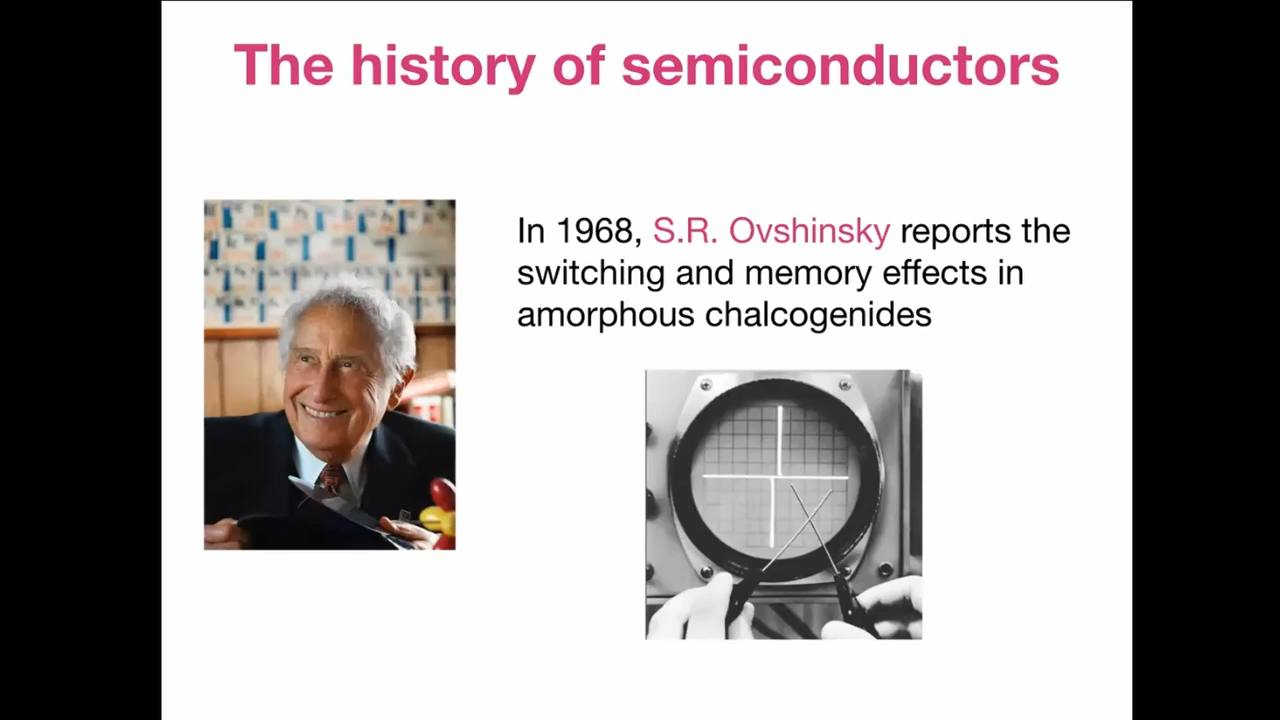 The history of semiconductors
In 1968, S.R. Ovshinsky reports the
switching and memory effects in
amorphous chalcogenides